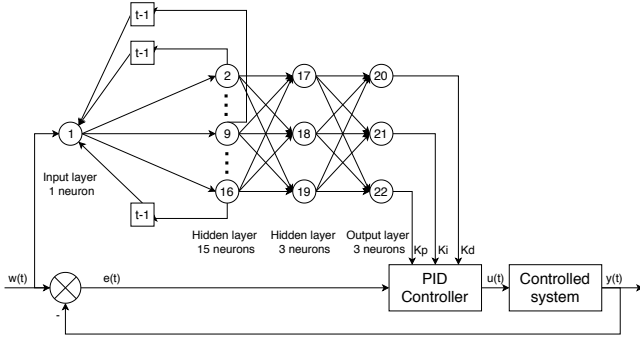 t-1
t-1
2
17
20
1
9
18
21
Input layer
1 neuron
16
19
22
t-1
Hidden layer
15 neurons
Hidden layer
3 neurons
Output layer
3 neurons
Kp
Ki
Kd
w(t)
e(t)
PID
Controller
u(t)
Controlled
system
y(t)
-